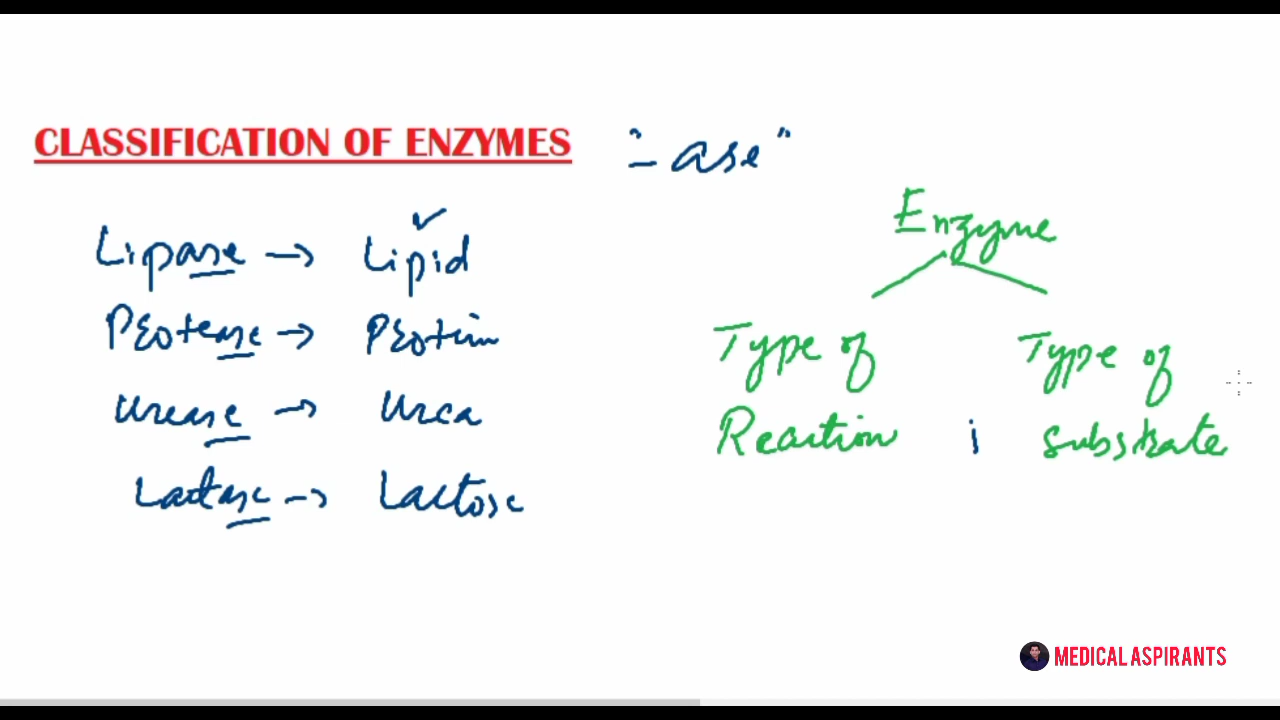 CLASSIFICATION OF ENZYMES "-ase"
Enzyme
Lipase → Lipid
Protease → Protein
Urease → Urea
Lactase → Lactose
Type of Reaction
Type of substrate
MEDICAL ASPIRANTS